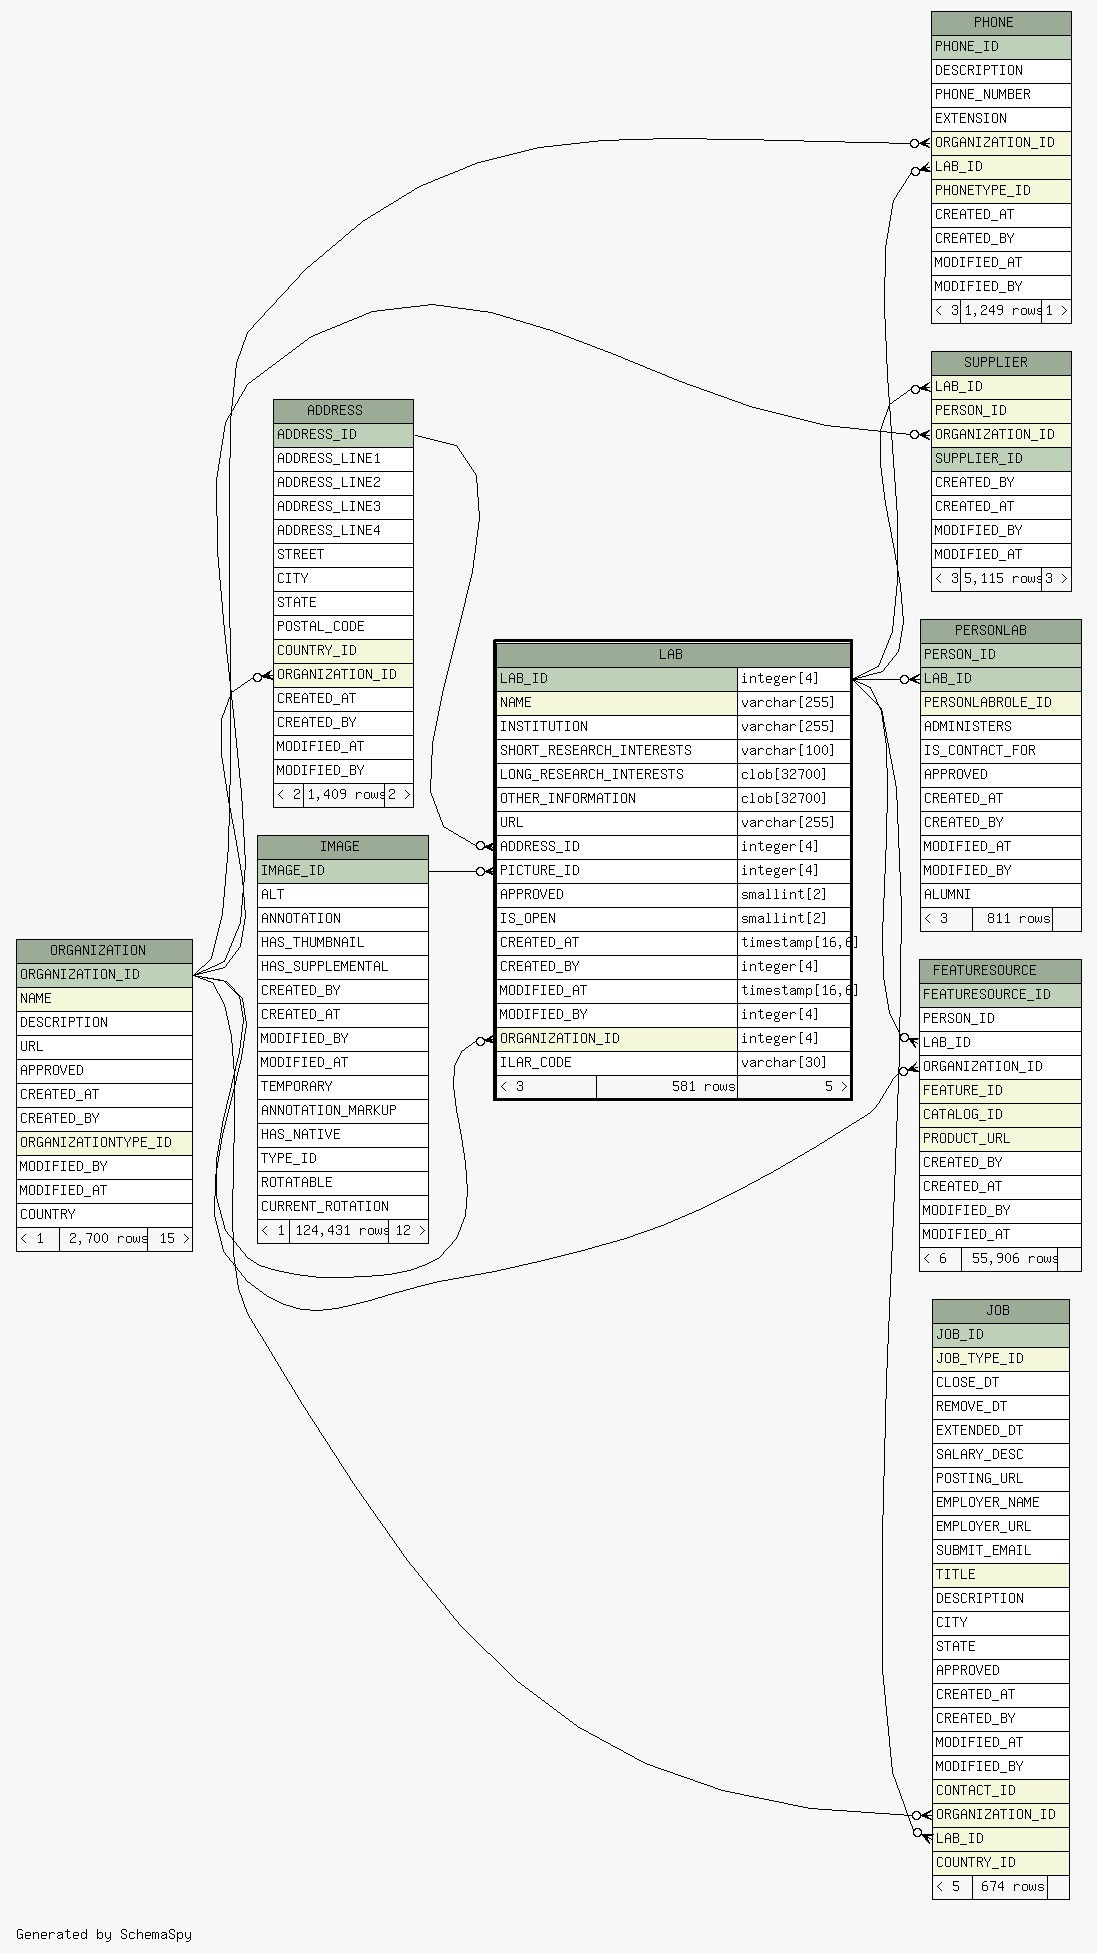 PHONE
PHONE_ID
DESCRIPTION
PHONE_NUMBER
EXTENSION
ORGANIZATION_ID
LAB_ID
PHONETYPE_ID
CREATED_AT
CREATED_BY
MODIFIED_AT
MODIFIED_BY
< 3 1,249 rows 1 >
SUPPLIER
LAB_ID
PERSON_ID
ORGANIZATION_ID
SUPPLIER_ID
CREATED_BY
CREATED_AT
MODIFIED_BY
MODIFIED_AT
< 3 5,115 rows 3 >
ADDRESS
ADDRESS_ID
ADDRESS_LINE1
ADDRESS_LINE2
ADDRESS_LINE3
ADDRESS_LINE4
STREET
CITY
STATE
POSTAL_CODE
COUNTRY_ID
ORGANIZATION_ID
CREATED_AT
CREATED_BY
MODIFIED_AT
MODIFIED_BY
< 2 1,409 rows 2 >
LAB
LAB_ID integer[4]
NAME varchar[255]
INSTITUTION varchar[255]
SHORT_RESEARCH_INTERESTS varchar[100]
LONG_RESEARCH_INTERESTS clob[32700]
OTHER_INFORMATION clob[32700]
URL varchar[255]
ADDRESS_ID integer[4]
PICTURE_ID integer[4]
APPROVED smallint[2]
IS_OPEN smallint[2]
CREATED_AT timestamp[16,6]
CREATED_BY integer[4]
MODIFIED_AT timestamp[16,6]
MODIFIED_BY integer[4]
ORGANIZATION_ID integer[4]
ILAR_CODE varchar[30]
< 3 581 rows 5 >
PERSONLAB
PERSON_ID
LAB_ID
PERSONLABROLE_ID
ADMINISTERS
IS_CONTACT_FOR
APPROVED
CREATED_AT
CREATED_BY
MODIFIED_AT
MODIFIED_BY
ALUMNI
< 3 811 rows
IMAGE
IMAGE_ID
ALT
ANNOTATION
HAS_THUMBNAIL
HAS_SUPPLEMENTAL
CREATED_BY
CREATED_AT
MODIFIED_BY
MODIFIED_AT
TEMPORARY
ANNOTATION_MARKUP
HAS_NATIVE
TYPE_ID
ROTATABLE
CURRENT_ROTATION
< 1 124,431 rows 12 >
ORGANIZATION
ORGANIZATION_ID
NAME
DESCRIPTION
URL
APPROVED
CREATED_AT
CREATED_BY
ORGANIZATIONTYPE_ID
MODIFIED_BY
MODIFIED_AT
COUNTRY
< 1 2,700 rows 15 >
FEATURESOURCE
FEATURESOURCE_ID
PERSON_ID
LAB_ID
ORGANIZATION_ID
FEATURE_ID
CATALOG_ID
PRODUCT_URL
CREATED_BY
CREATED_AT
MODIFIED_BY
MODIFIED_AT
< 6 55,906 rows
JOB
JOB_ID
JOB_TYPE_ID
CLOSE_DT
REMOVE_DT
EXTENDED_DT
SALARY_DESC
POSTING_URL
EMPLOYER_NAME
EMPLOYER_URL
SUBMIT_EMAIL
TITLE
DESCRIPTION
CITY
STATE
APPROVED
CREATED_AT
CREATED_BY
MODIFIED_AT
MODIFIED_BY
CONTACT_ID
ORGANIZATION_ID
LAB_ID
COUNTRY_ID
< 5 674 rows
Generated by SchemaSpy